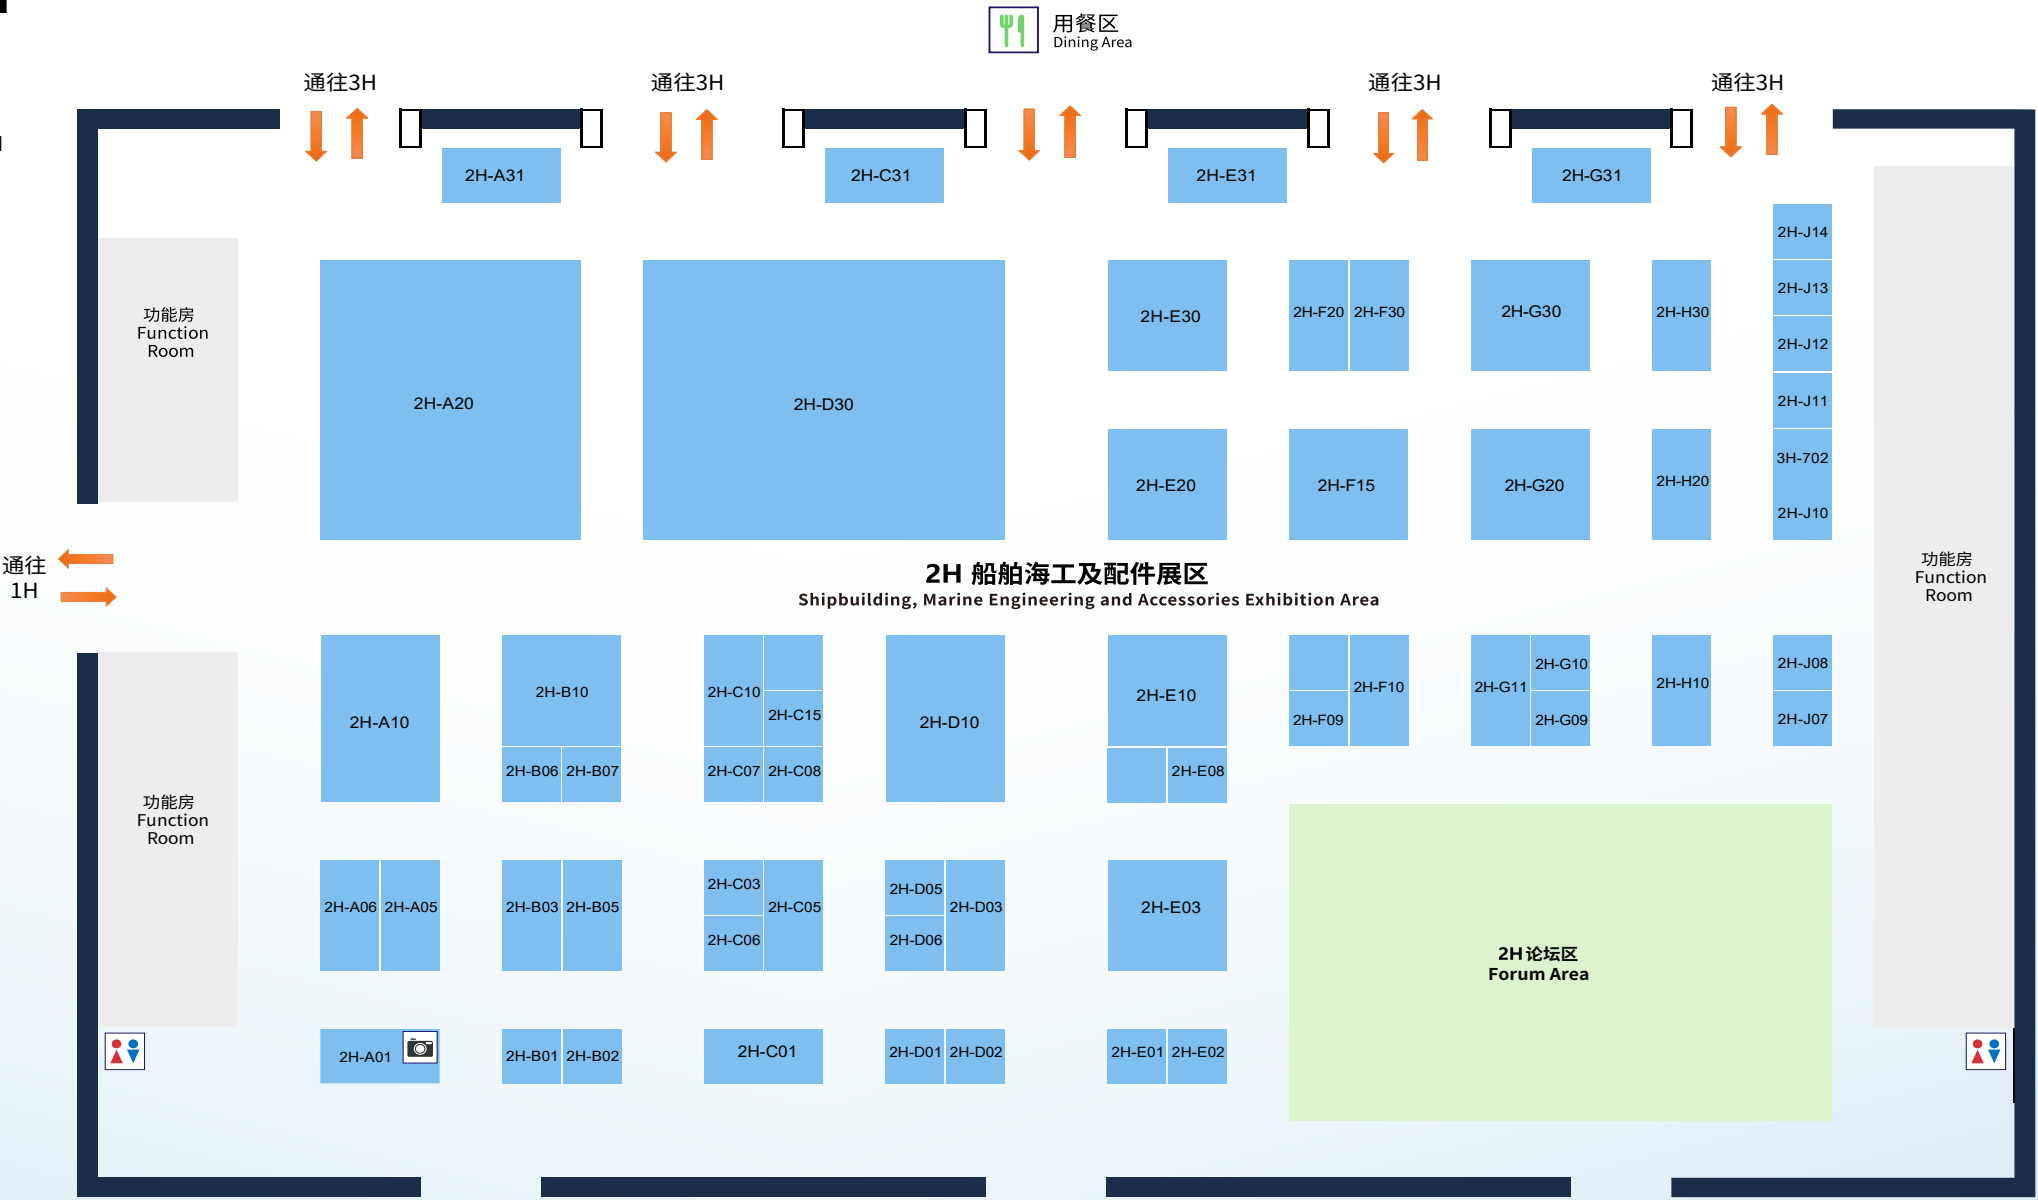 用餐区
Dining Area
通往3H
通往3H
通往3H
通往3H
2H-A31
2H-C31
2H-E31
2H-G31
2H-J14
2H-J13
2H-J12
2H-J11
3H-702
2H-J10
功能房
Function
Room
2H-A20
2H-D30
2H-E30
2H-F20
2H-F30
2H-G30
2H-H30
2H-E20
2H-F15
2H-G20
2H-H20
通往
1H
2H 船舶海工及配件展区
Shipbuilding, Marine Engineering and Accessories Exhibition Area
功能房
Function
Room
2H-A10
2H-B10
2H-B06
2H-B07
2H-C10
2H-C15
2H-C07
2H-C08
2H-D10
2H-E10
2H-E08
2H-F09
2H-F10
2H-G11
2H-G10
2H-G09
2H-H10
2H-J08
2H-J07
功能房
Function
Room
2H-A06
2H-A05
2H-B03
2H-B05
2H-C03
2H-C06
2H-C05
2H-D05
2H-D06
2H-D03
2H-E03
2H论坛区
Forum Area
2H-A01
2H-B01
2H-B02
2H-C01
2H-D01
2H-D02
2H-E01
2H-E02